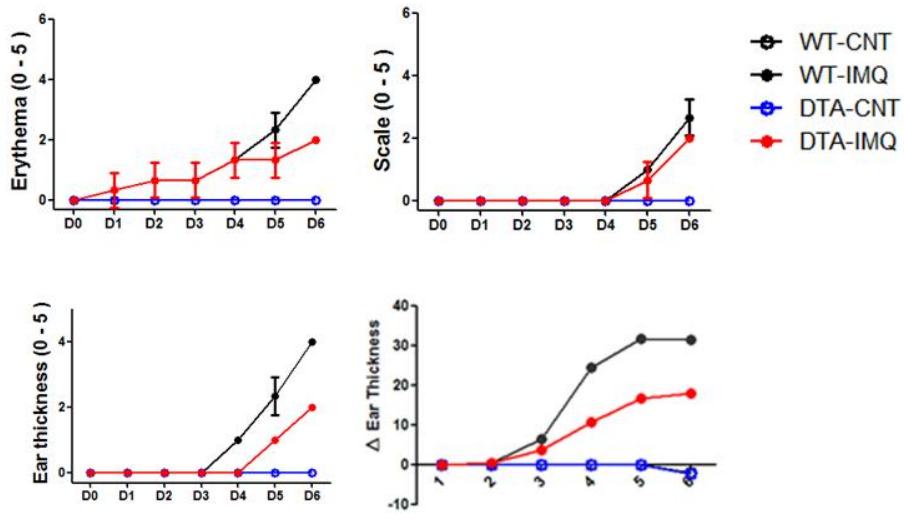 Erythema (0 - 5 )
6
4
2
0
D0 D1 D2 D3 D4 D5 D6
Scale (0 - 5 )
6
4
2
0
D0 D1 D2 D3 D4 D5 D6
WT-CNT
WT-IMQ
DTA-CNT
DTA-IMQ
Ear thickness (0 - 5 )
4
2
0
D0 D1 D2 D3 D4 D5 D6
Δ Ear Thickness
40
30
20
10
0
-10
1 2 3 4 5 6